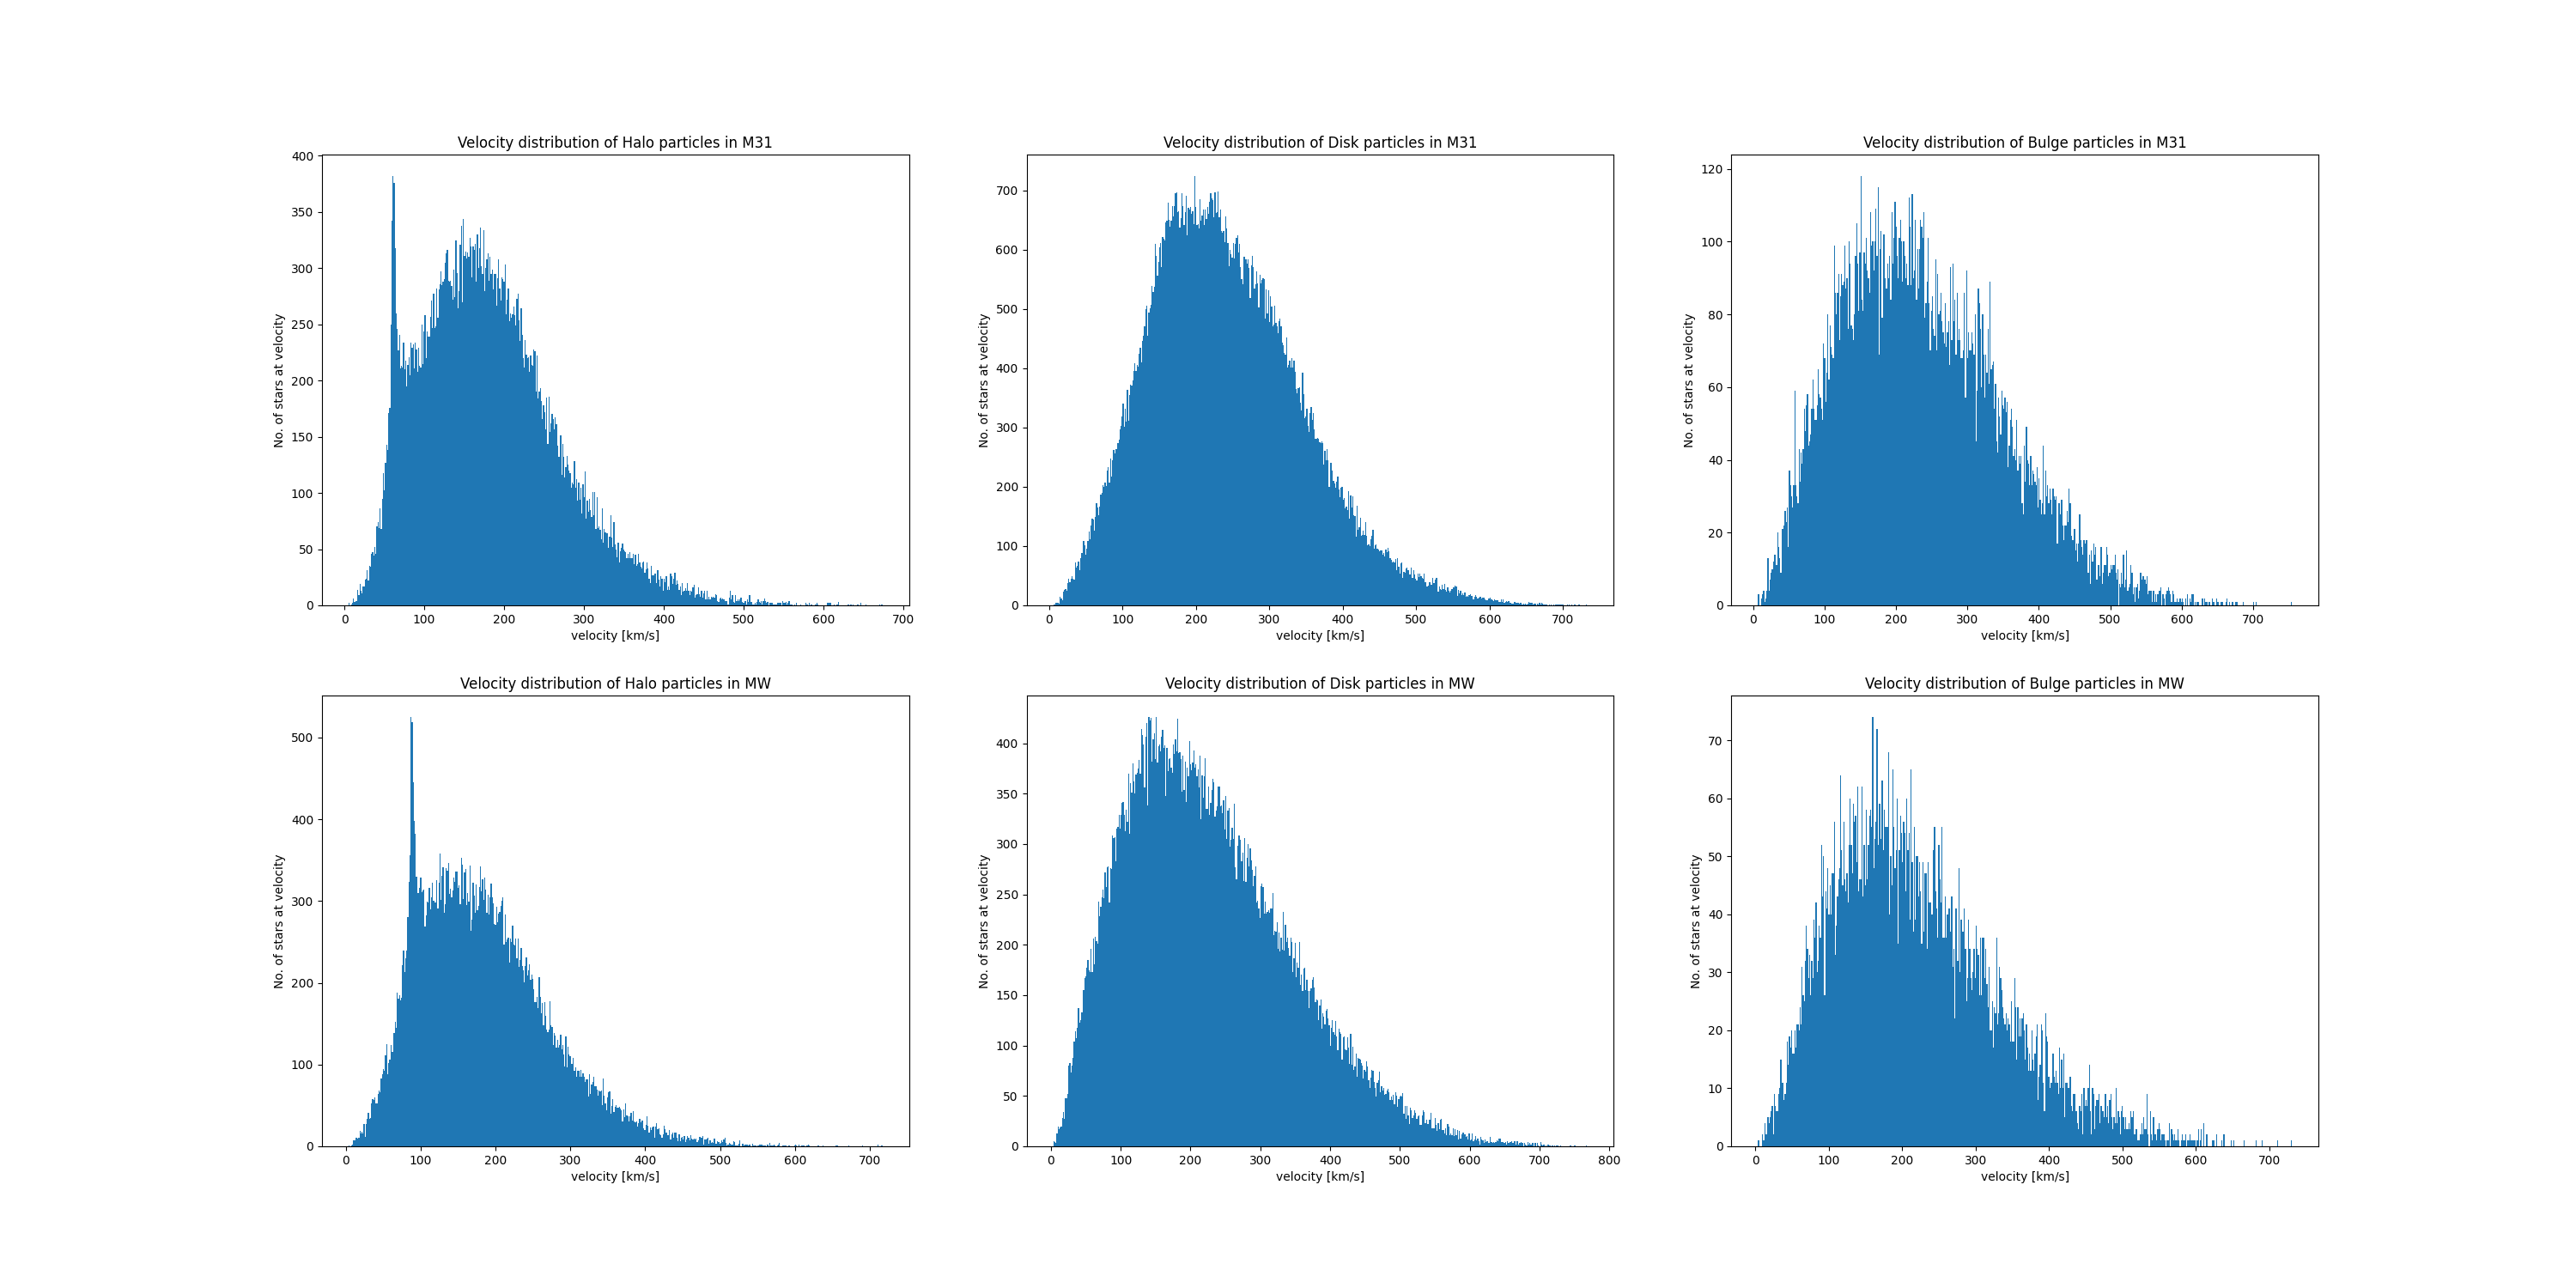 Velocity distribution of Halo particles in M31
400
350
300
250
200
150
100
50
0
No. of stars at velocity
0 100 200 300 400 500 600 700
velocity [km/s]
Velocity distribution of Disk particles in M31
700
600
500
400
300
200
100
0
No. of stars at velocity
0 100 200 300 400 500 600 700
velocity [km/s]
Velocity distribution of Bulge particles in M31
120
100
80
60
40
20
0
No. of stars at velocity
0 100 200 300 400 500 600 700
velocity [km/s]
Velocity distribution of Halo particles in MW
500
400
300
200
100
0
No. of stars at velocity
0 100 200 300 400 500 600 700
velocity [km/s]
Velocity distribution of Disk particles in MW
400
350
300
250
200
150
100
50
0
No. of stars at velocity
0 100 200 300 400 500 600 700 800
velocity [km/s]
Velocity distribution of Bulge particles in MW
70
60
50
40
30
20
10
0
No. of stars at velocity
0 100 200 300 400 500 600 700
velocity [km/s]